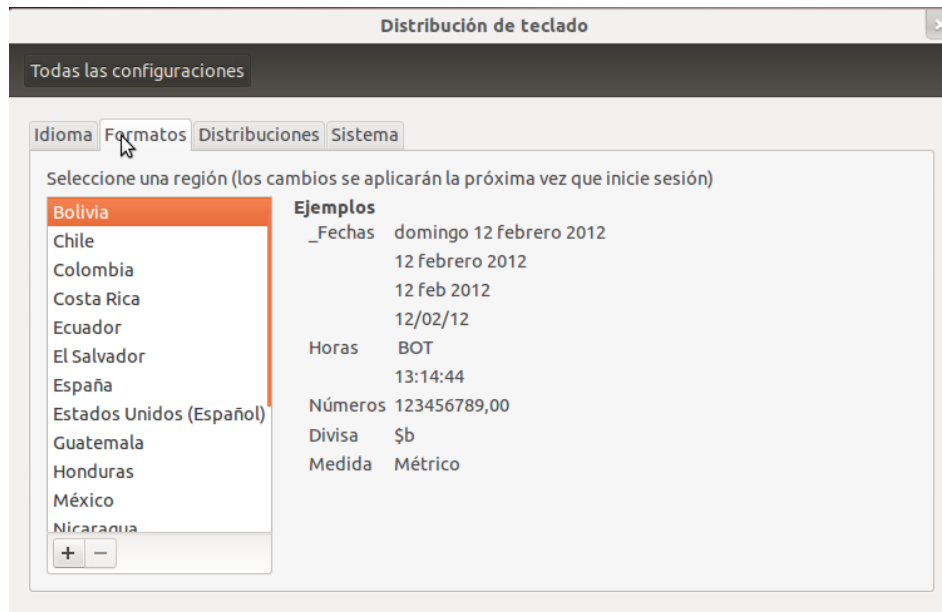 Distribución de teclado
Todas las configuraciones
Idioma Formatos Distribuciones Sistema
Seleccione una región (los cambios se aplicarán la próxima vez que inicie sesión)
Bolivia
Chile
Colombia
Costa Rica
Ecuador
El Salvador
España
Estados Unidos (Español)
Guatemala
Honduras
México
Nicaragua
+ −
Ejemplos
_Fechas domingo 12 febrero 2012
12 febrero 2012
12 feb 2012
12/02/12
Horas BOT
13:14:44
Números 123456789,00
Divisa $b
Medida Métrico